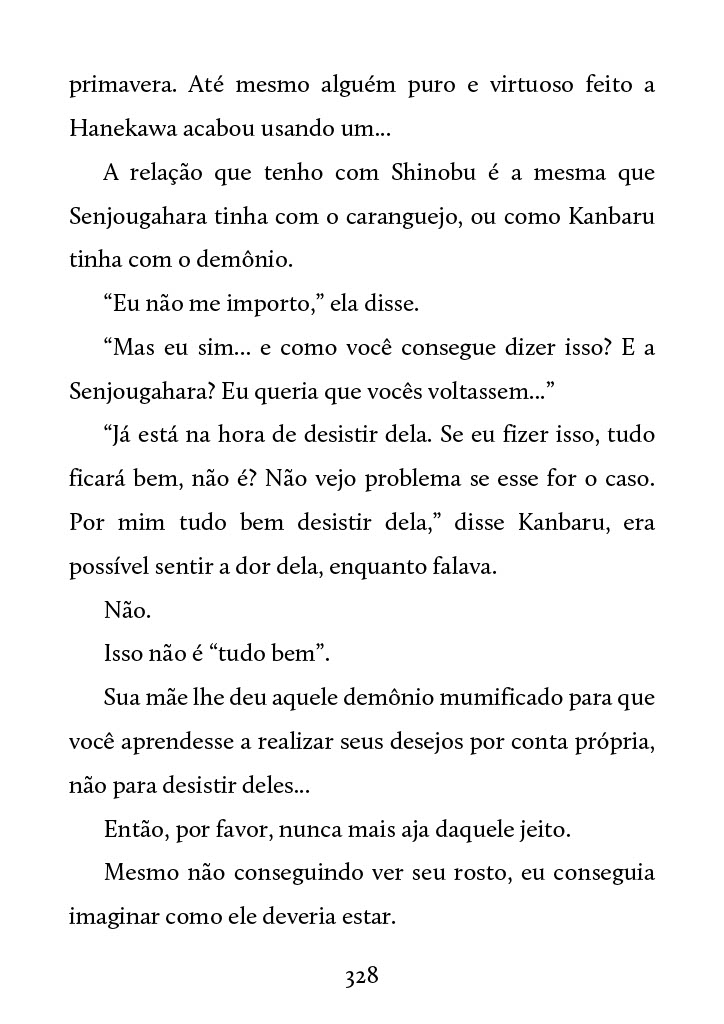 primavera. Até mesmo alguém puro e virtuoso feito a
Hanekawa acabou usando um...
A relação que tenho com Shinobu é a mesma que
Senjougahara tinha com o caranguejo, ou como Kanbaru
tinha com o demônio.
“Eu não me importo,” ela disse.
“Mas eu sim... e como você consegue dizer isso? E a
Senjougahara? Eu queria que vocês voltassem...”
“Já está na hora de desistir dela. Se eu fizer isso, tudo
ficará bem, não é? Não vejo problema se esse for o caso.
Por mim tudo bem desistir dela,” disse Kanbaru, era
possível sentir a dor dela, enquanto falava.
Não.
Isso não é “tudo bem”.
Sua mãe lhe deu aquele demônio mumificado para que
você aprendesse a realizar seus desejos por conta própria,
não para desistir deles...
Então, por favor, nunca mais aja daquele jeito.
Mesmo não conseguindo ver seu rosto, eu conseguia
imaginar como ele deveria estar.
328